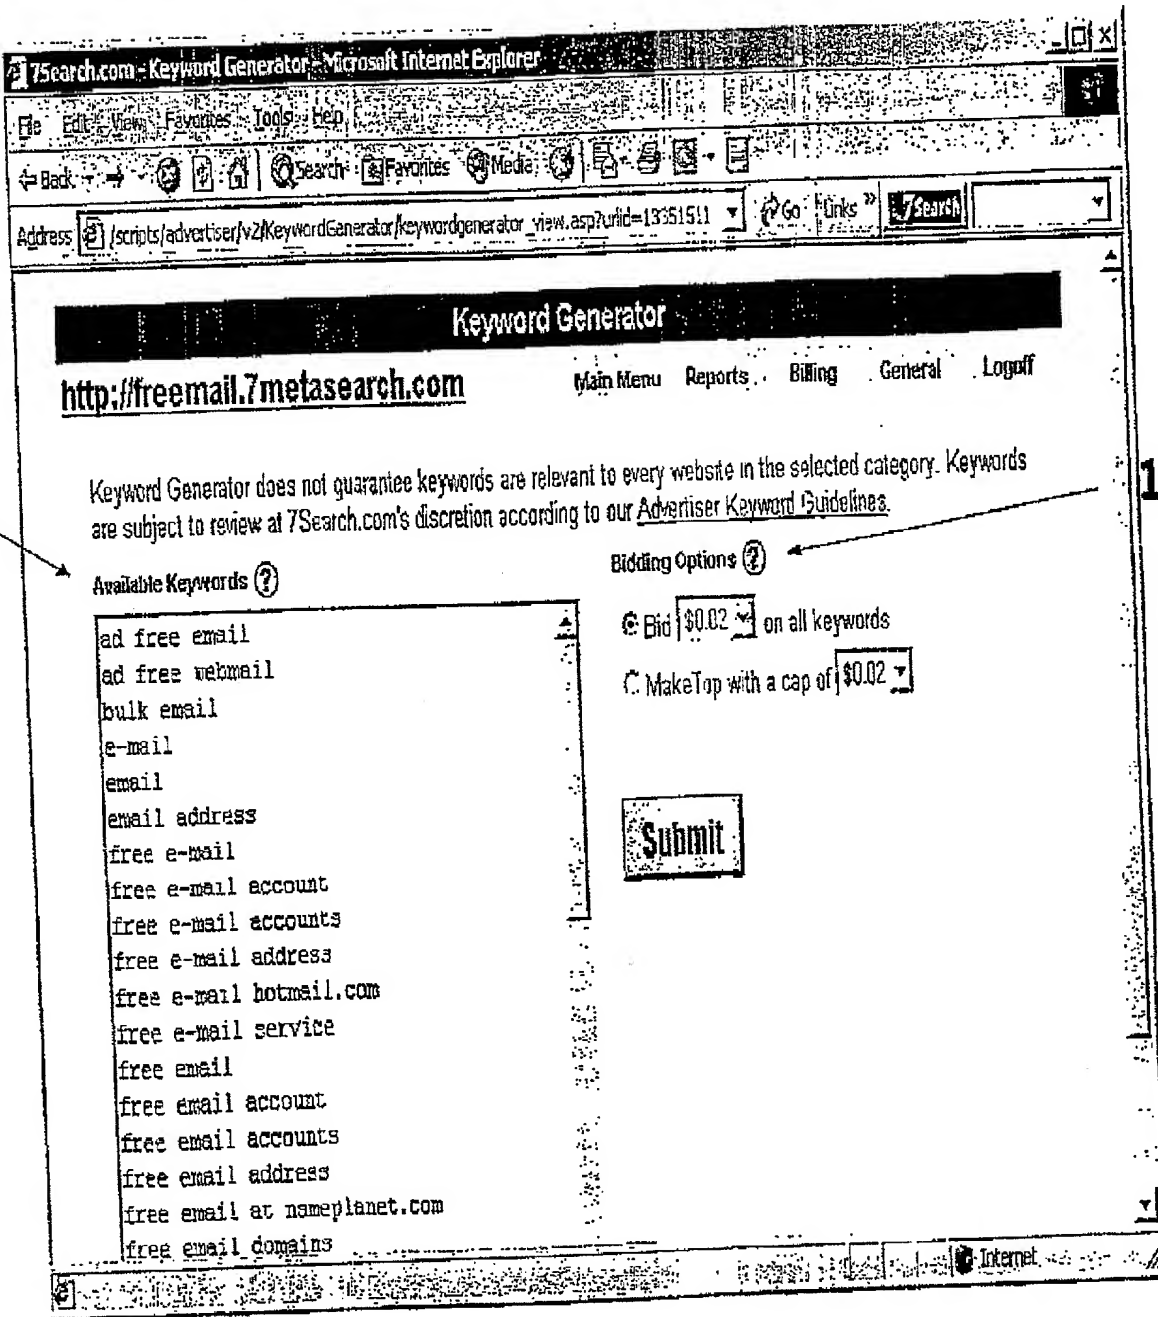 7Search.com - Keyword Generator - Microsoft Internet Explorer
File Edit View Favorites Tools Help
Back Search Favorites Media
Address /scripts/advertiser/v2/KeywordGenerator/keywordgenerator_view.asp?urlid=13351511 Go Links » 7Search
Keyword Generator
http://freemail.7metasearch.com
Main Menu Reports Billing General Logoff
Keyword Generator does not guarantee keywords are relevant to every website in the selected category. Keywords
are subject to review at 7Search.com's discretion according to our Advertiser Keyword Guidelines.
1
Available Keywords (?)
Bidding Options (?)
ad free email
ad free webmail
bulk email
e-mail
email
email address
free e-mail
free e-mail account
free e-mail accounts
free e-mail address
free e-mail hotmail.com
free e-mail service
free email
free email account
free email accounts
free email address
free email at nameplanet.com
free email domains
Bid $0.02 on all keywords
MakeTop with a cap of $0.02
Submit
Internet